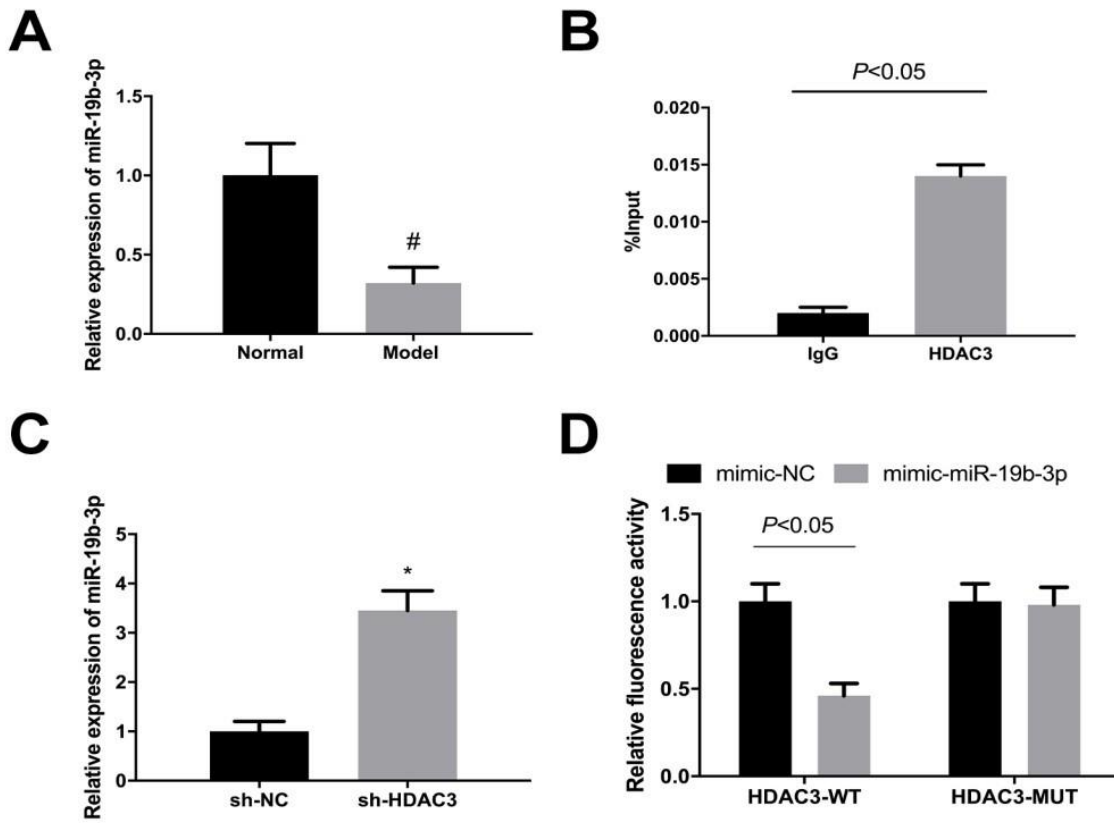 A
Relative expression of miR-19b-3p
1.5
1.0
0.5
0.0
#
Normal
Model
B
P<0.05
%Input
0.020
0.015
0.010
0.005
0.000
IgG
HDAC3
C
Relative expression of miR-19b-3p
5
4
3
2
1
0
*
sh-NC
sh-HDAC3
D
mimic-NC
mimic-miR-19b-3p
Relative fluorescence activity
1.5
1.0
0.5
0.0
P<0.05
HDAC3-WT
HDAC3-MUT